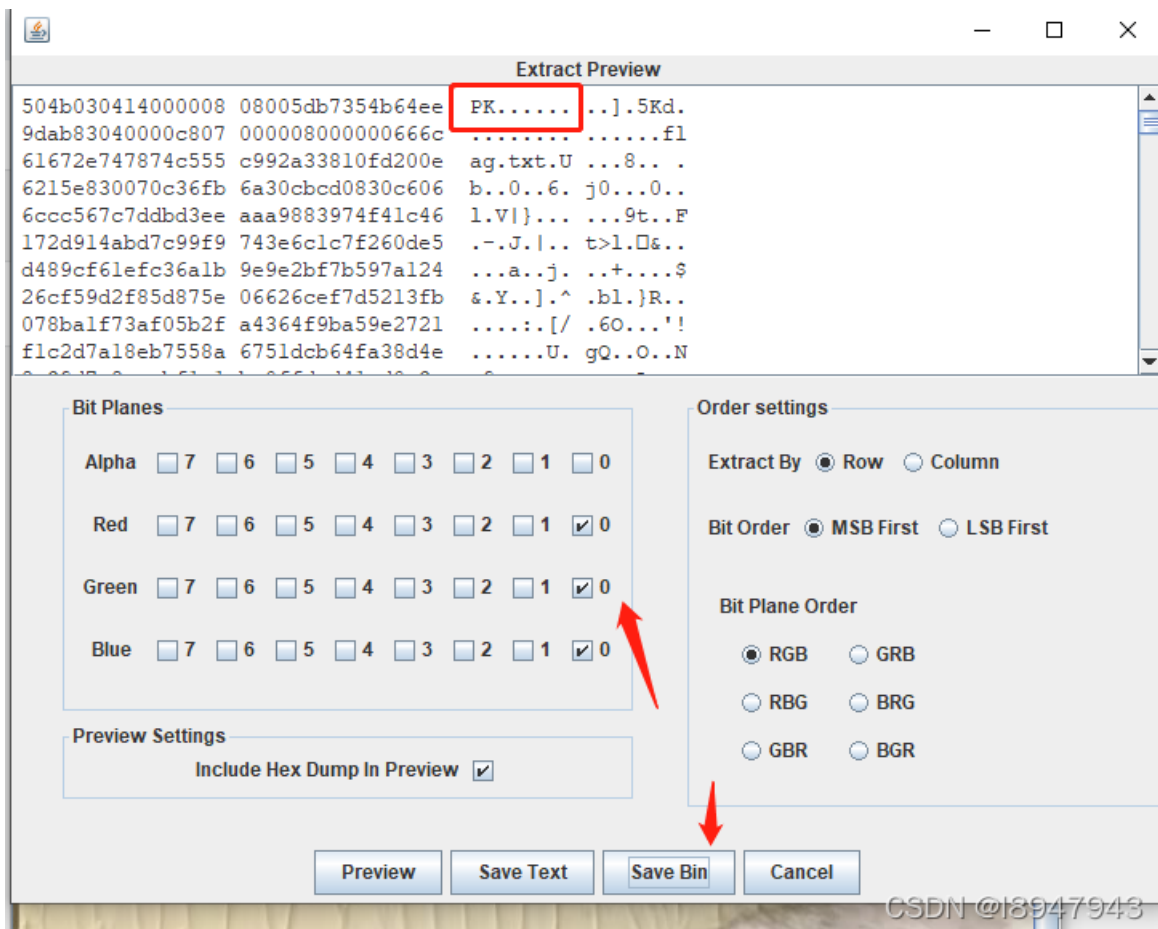 Extract Preview
504b030414000008 08005db7354b64ee PK...... ..].5Kd.
9dab83040000c807 000008000000666c ........ ......fl
61672e747874c555 c992a33810fd200e ag.txt.U ...8.. .
6215e830070c36fb 6a30cbcd0830c606 b..0..6. j0...0..
6ccc567c7ddbd3ee aaa9883974f41c46 l.V|}... ...9t..F
172d914abd7c99f9 743e6c1c7f260de5 .-.J.|.. t>l.□&..
d489cf61efc36a1b 9e9e2bf7b597a124 ...a..j. ..+....$
26cf59d2f85d875e 06626cef7d5213fb &.Y..].^ .bl.}R..
078ba1f73af05b2f a4364f9ba59e2721 ....:.[/ .6O...'!
f1c2d7a18eb7558a 6751dcb64fa38d4e ......U. gQ..O..N
Bit Planes
Alpha 7 6 5 4 3 2 1 0
Red 7 6 5 4 3 2 1 0
Green 7 6 5 4 3 2 1 0
Blue 7 6 5 4 3 2 1 0
Preview Settings
Include Hex Dump In Preview
Order settings
Extract By Row Column
Bit Order MSB First LSB First
Bit Plane Order
RGB GRB
RBG BRG
GBR BGR
Preview Save Text Save Bin Cancel
CSDN @l8947943